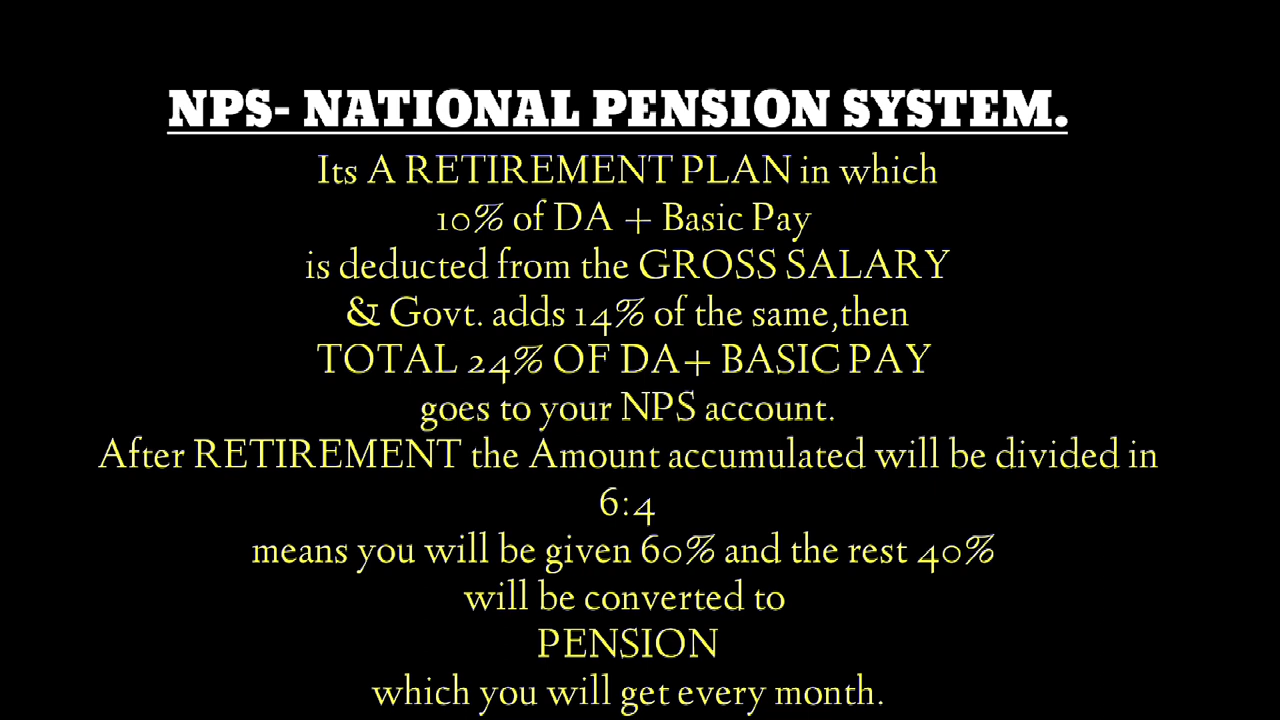 NPS- NATIONAL PENSION SYSTEM.
Its A RETIREMENT PLAN in which
10% of DA + Basic Pay
is deducted from the GROSS SALARY
& Govt. adds 14% of the same,then
TOTAL 24% OF DA+ BASIC PAY
goes to your NPS account.
After RETIREMENT the Amount accumulated will be divided in
6:4
means you will be given 60% and the rest 40%
will be converted to
PENSION
which you will get every month.